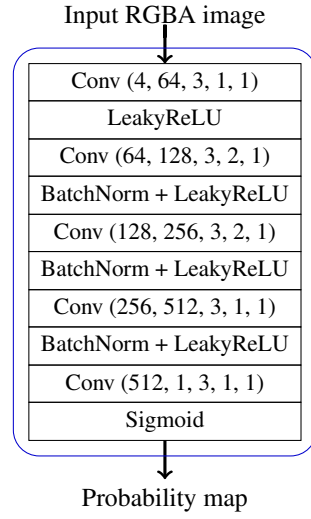 Input RGBA image
Conv (4, 64, 3, 1, 1)
LeakyReLU
Conv (64, 128, 3, 2, 1)
BatchNorm + LeakyReLU
Conv (128, 256, 3, 2, 1)
BatchNorm + LeakyReLU
Conv (256, 512, 3, 1, 1)
BatchNorm + LeakyReLU
Conv (512, 1, 3, 1, 1)
Sigmoid
Probability map